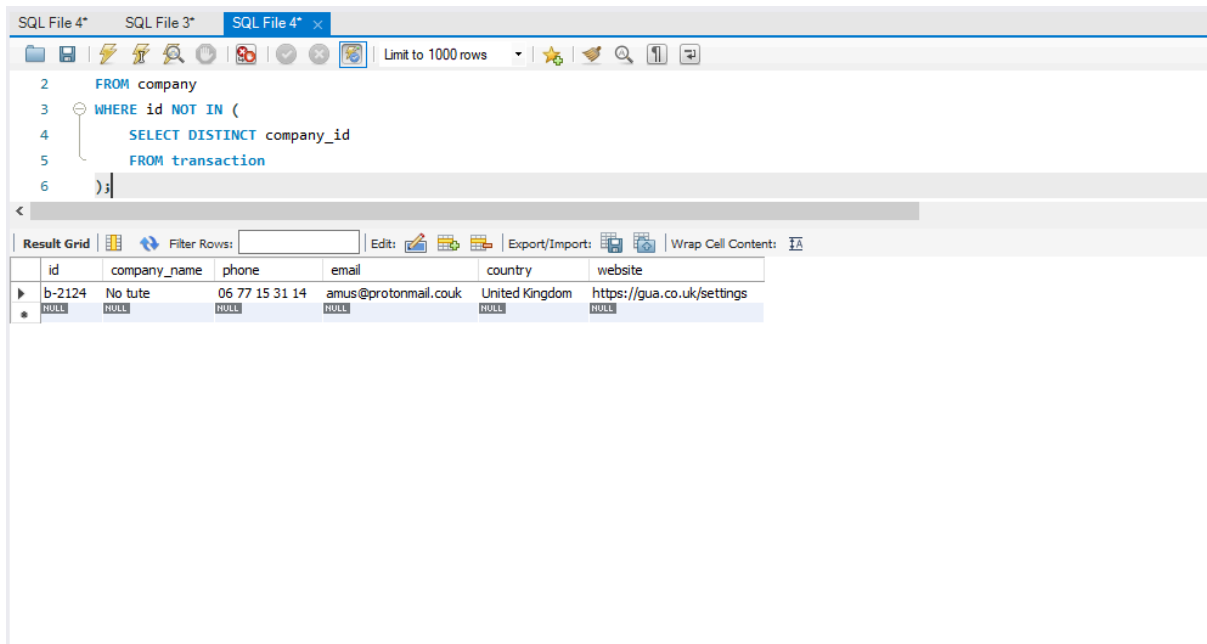 SQL File 4* SQL File 3* SQL File 4*
Limit to 1000 rows
2 FROM company
3 WHERE id NOT IN (
4 SELECT DISTINCT company_id
5 FROM transaction
6 );
Result Grid Filter Rows: Edit: Export/Import: Wrap Cell Content:
id company_name phone email country website
b-2124 No tute 06 77 15 31 14 amus@protonmail.couk United Kingdom https://gua.co.uk/settings
NULL NULL NULL NULL NULL NULL